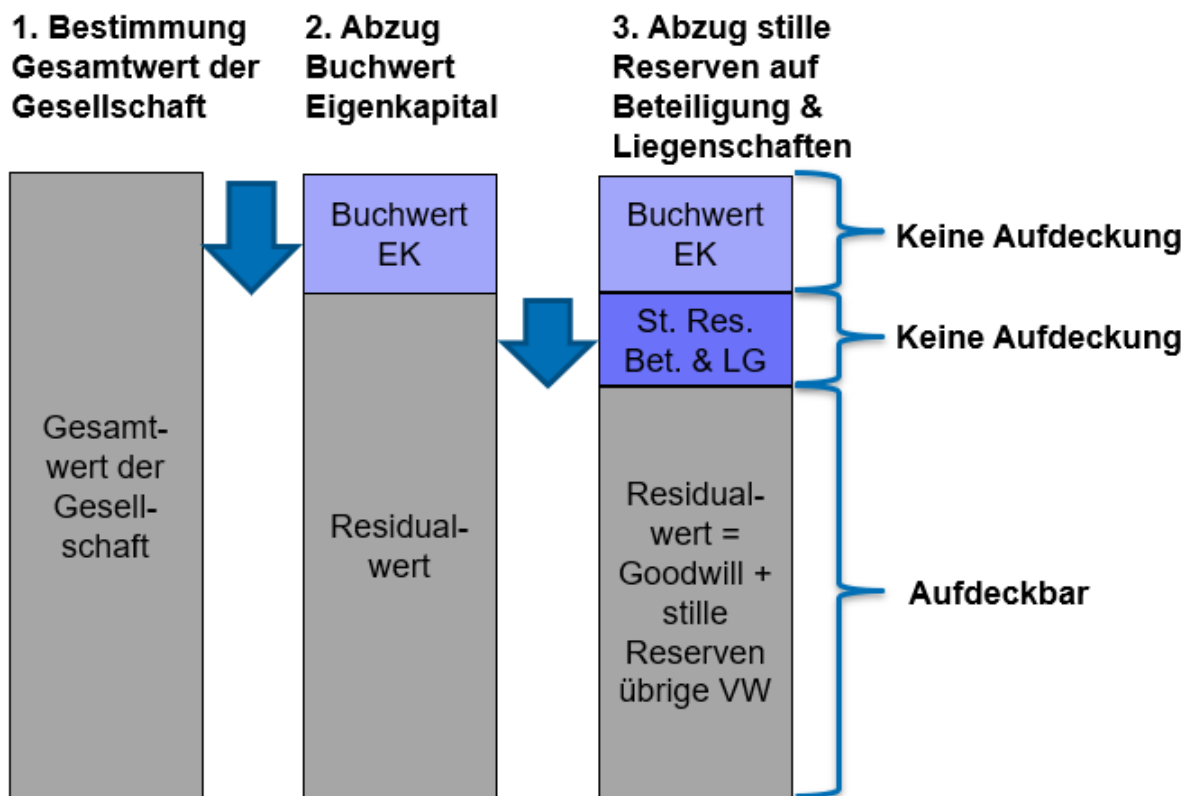 1. Bestimmung
Gesamtwert der
Gesellschaft
2. Abzug
Buchwert
Eigenkapital
3. Abzug stille
Reserven auf
Beteiligung &
Liegenschaften
Gesamt-
wert der
Gesell-
schaft
Buchwert
EK
Residual-
wert
Buchwert
EK
St. Res.
Bet. & LG
Residual-
wert =
Goodwill +
stille
Reserven
übrige VW
Keine Aufdeckung
Keine Aufdeckung
Aufdeckbar